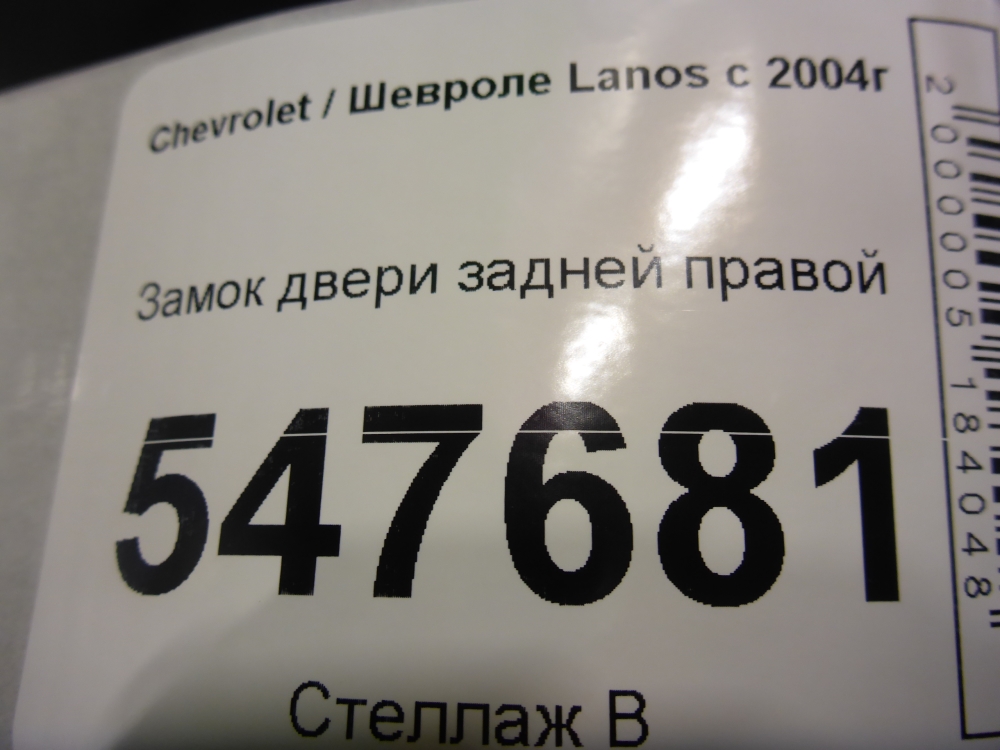 Chevrolet / Шевроле Lanos с 2004г
Замок двери задней правой
547681
Стеллаж В
2000005184048